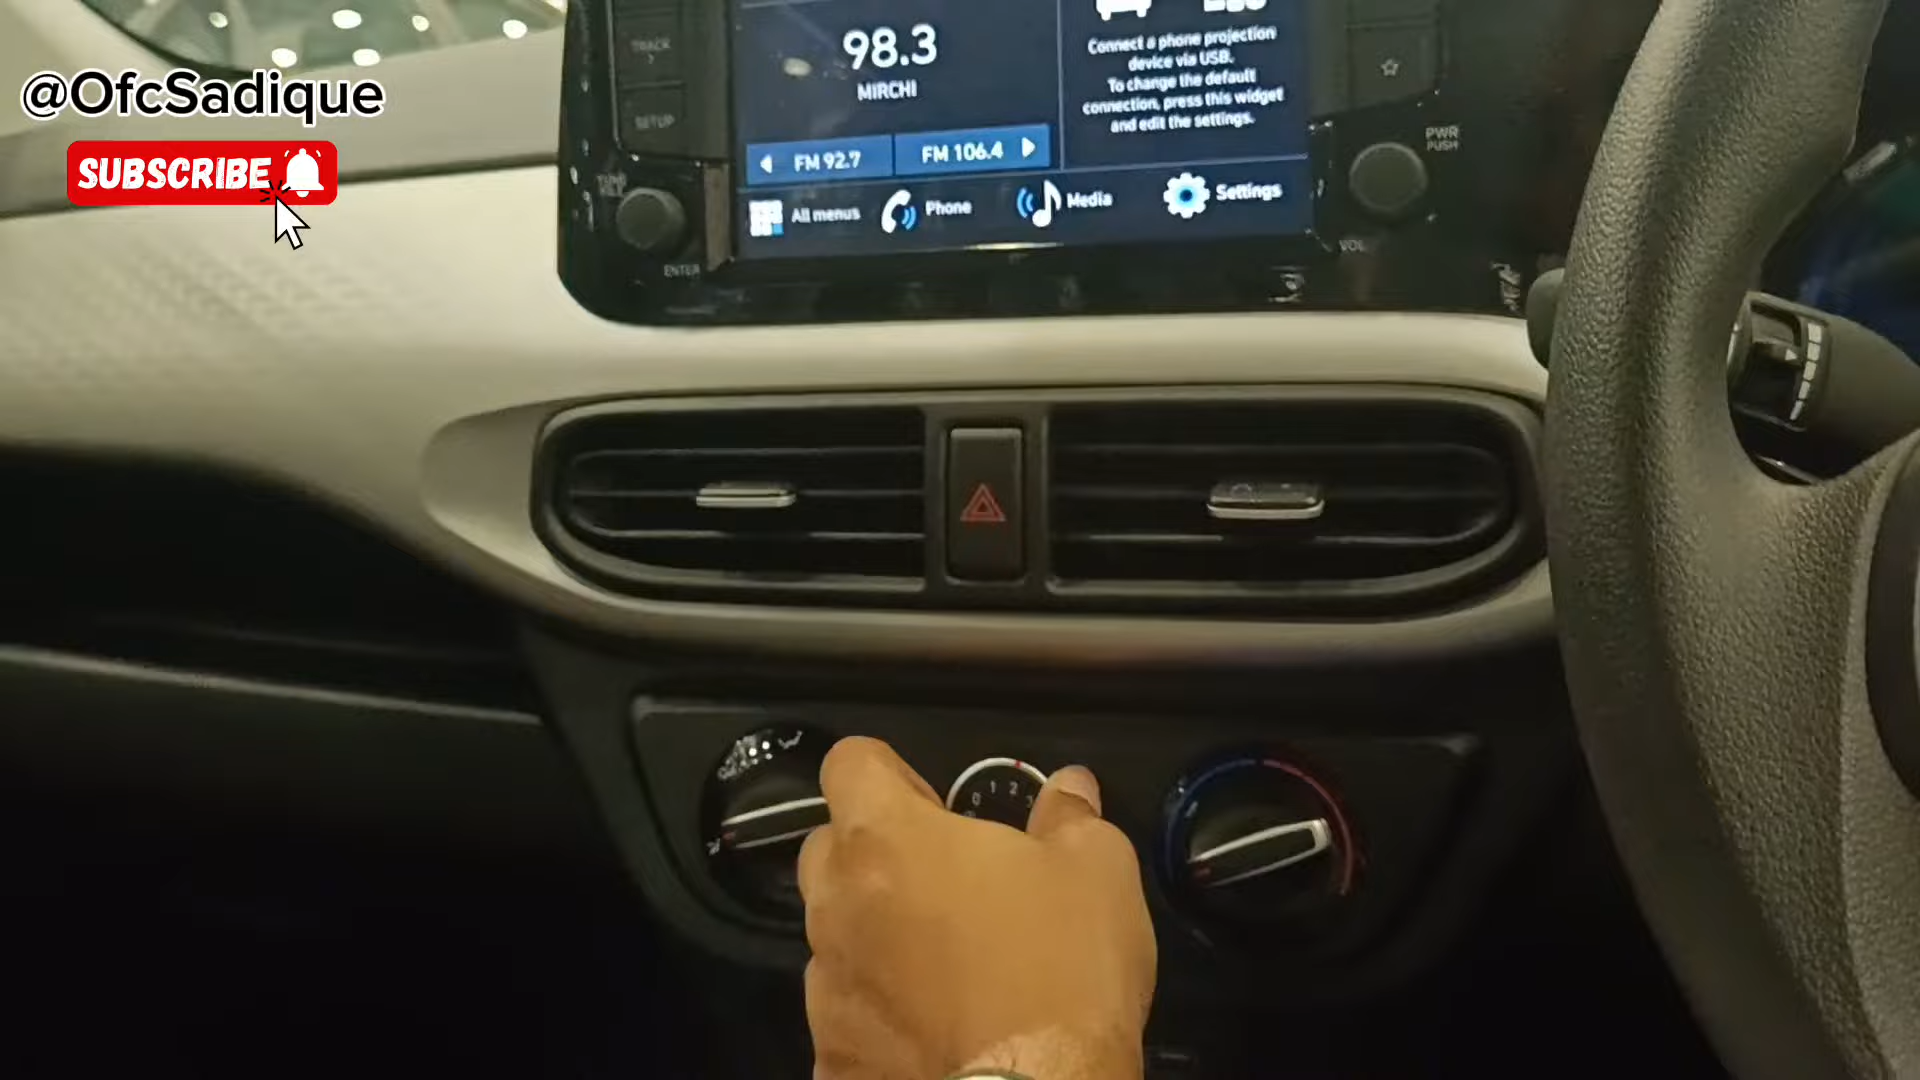 @OfcSadique
SUBSCRIBE
TRACK
SETUP
ENTER
98.3
MIRCHI
FM 92.7
FM 106.4
All menus
Phone
Media
Settings
Connect a phone projection
device via USB.
To change the default
connection, press this widget
and edit the settings.
PWR
PUSH
VOL
0 1 2 3